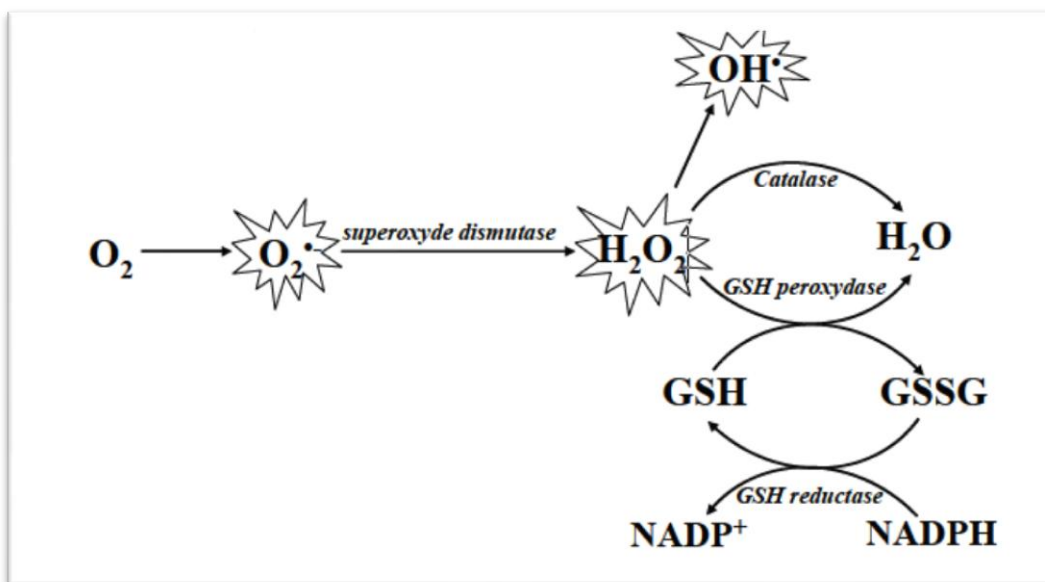 OH•
Catalase
O₂
O₂•-
superoxyde dismutase
H₂O₂
H₂O
GSH peroxydase
GSH
GSSG
GSH reductase
NADP⁺
NADPH